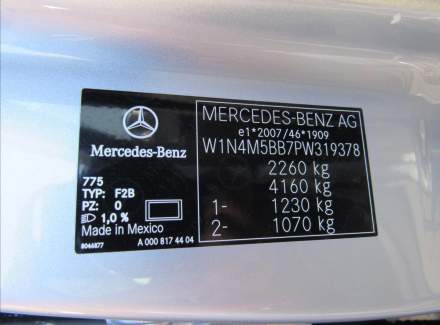 Mercedes-Benz
775
TYP: F2B
PZ: 0
1,0 %
Made in Mexico
A 000 817 44 04
MERCEDES-BENZ AG
e1*2007/46*1909
W1N4M5BB7PW319378
2260 kg
4160 kg
1- 1230 kg
2- 1070 kg